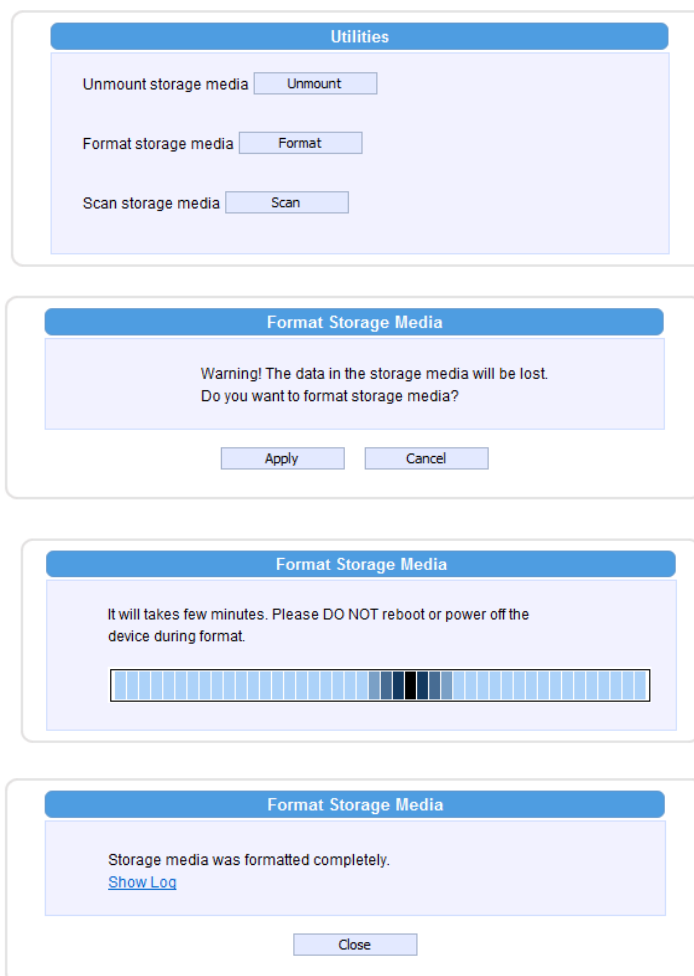 Utilities
Unmount storage media Unmount
Format storage media Format
Scan storage media Scan
Format Storage Media
Warning! The data in the storage media will be lost.
Do you want to format storage media?
Apply Cancel
Format Storage Media
It will takes few minutes. Please DO NOT reboot or power off the
device during format.
Format Storage Media
Storage media was formatted completely.
Show Log
Close